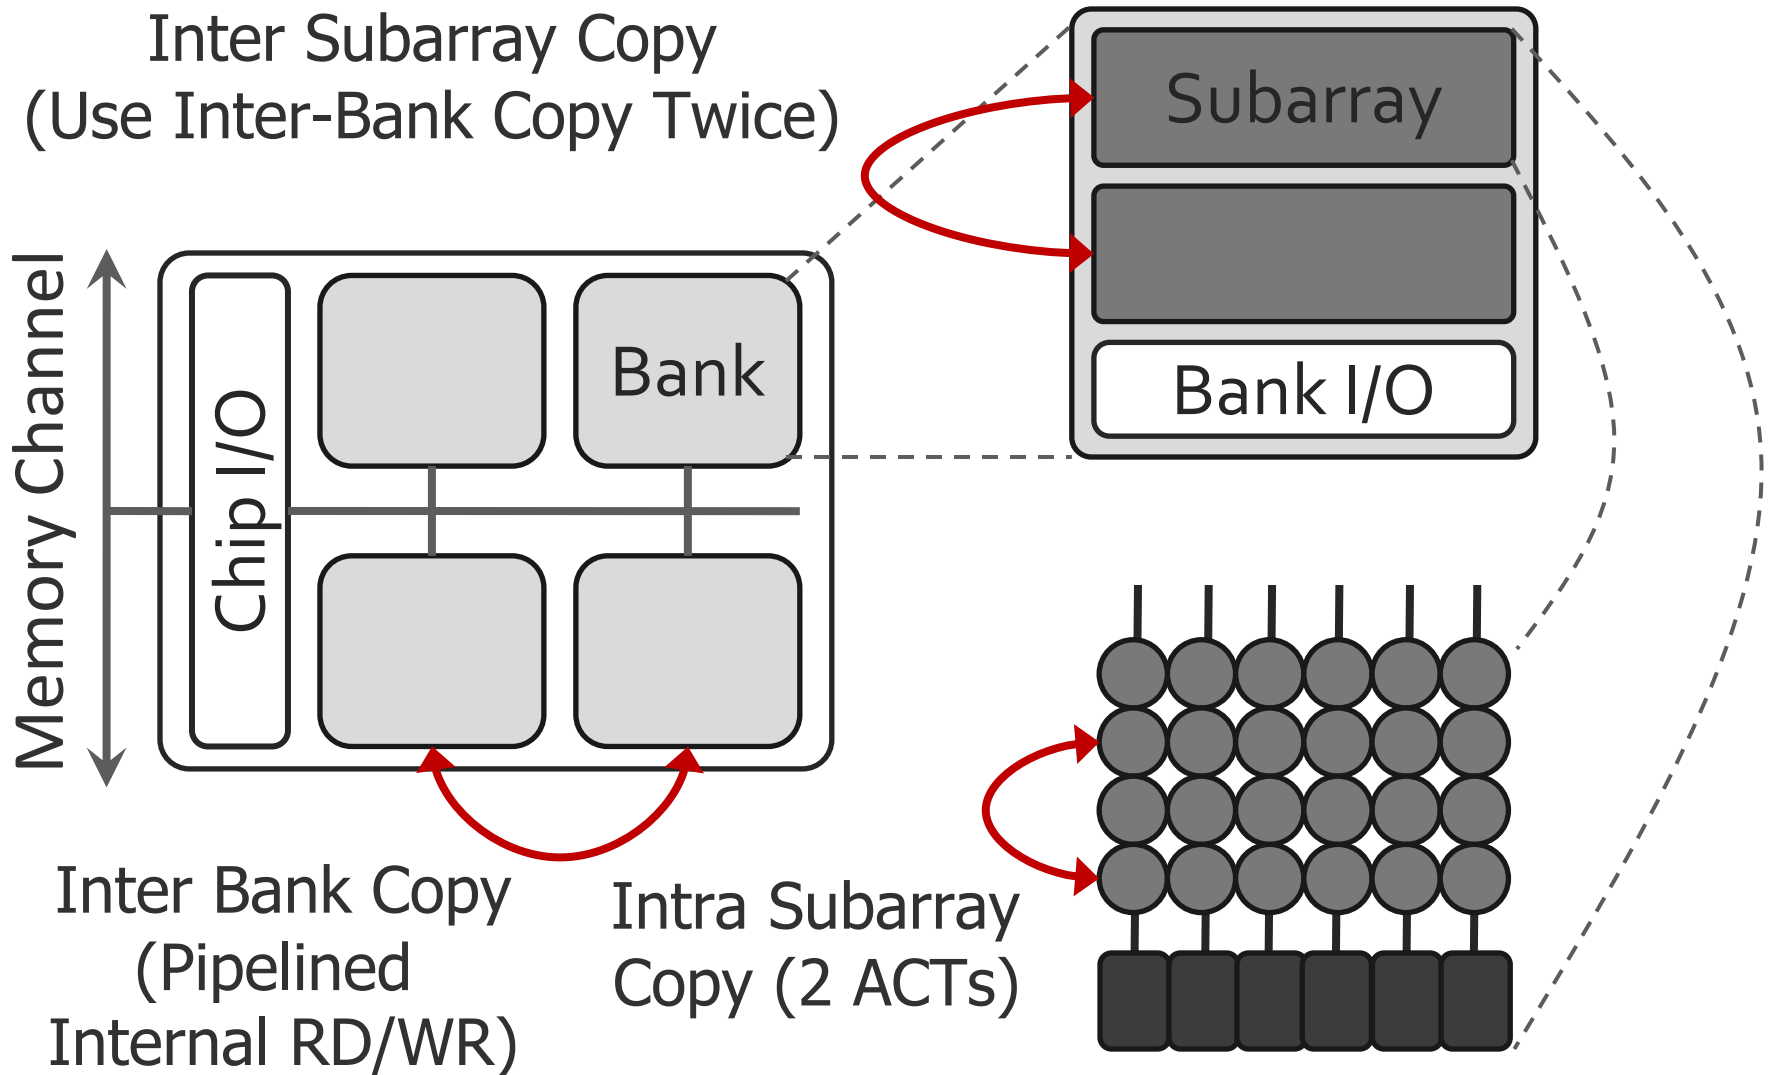 Inter Subarray Copy
(Use Inter-Bank Copy Twice)
Subarray
Bank I/O
Memory Channel
Chip I/O
Bank
Inter Bank Copy
(Pipelined
Internal RD/WR)
Intra Subarray
Copy (2 ACTs)